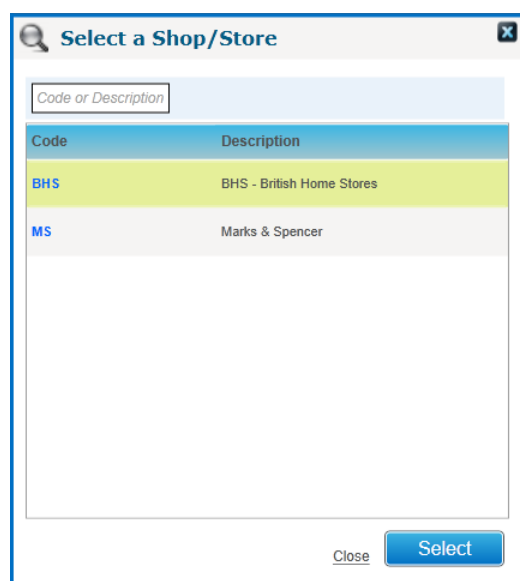 Select a Shop/Store
Code or Description
Code Description
BHS BHS - British Home Stores
MS Marks & Spencer
Close Select